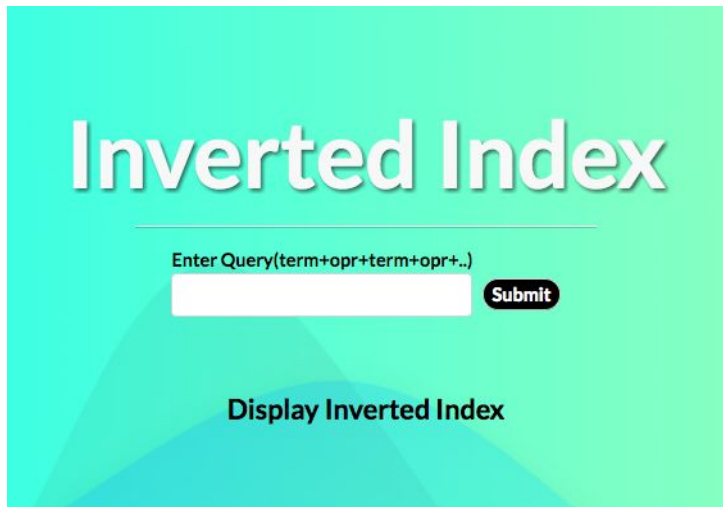 Inverted Index
Enter Query(term+opr+term+opr+..)
Submit
Display Inverted Index